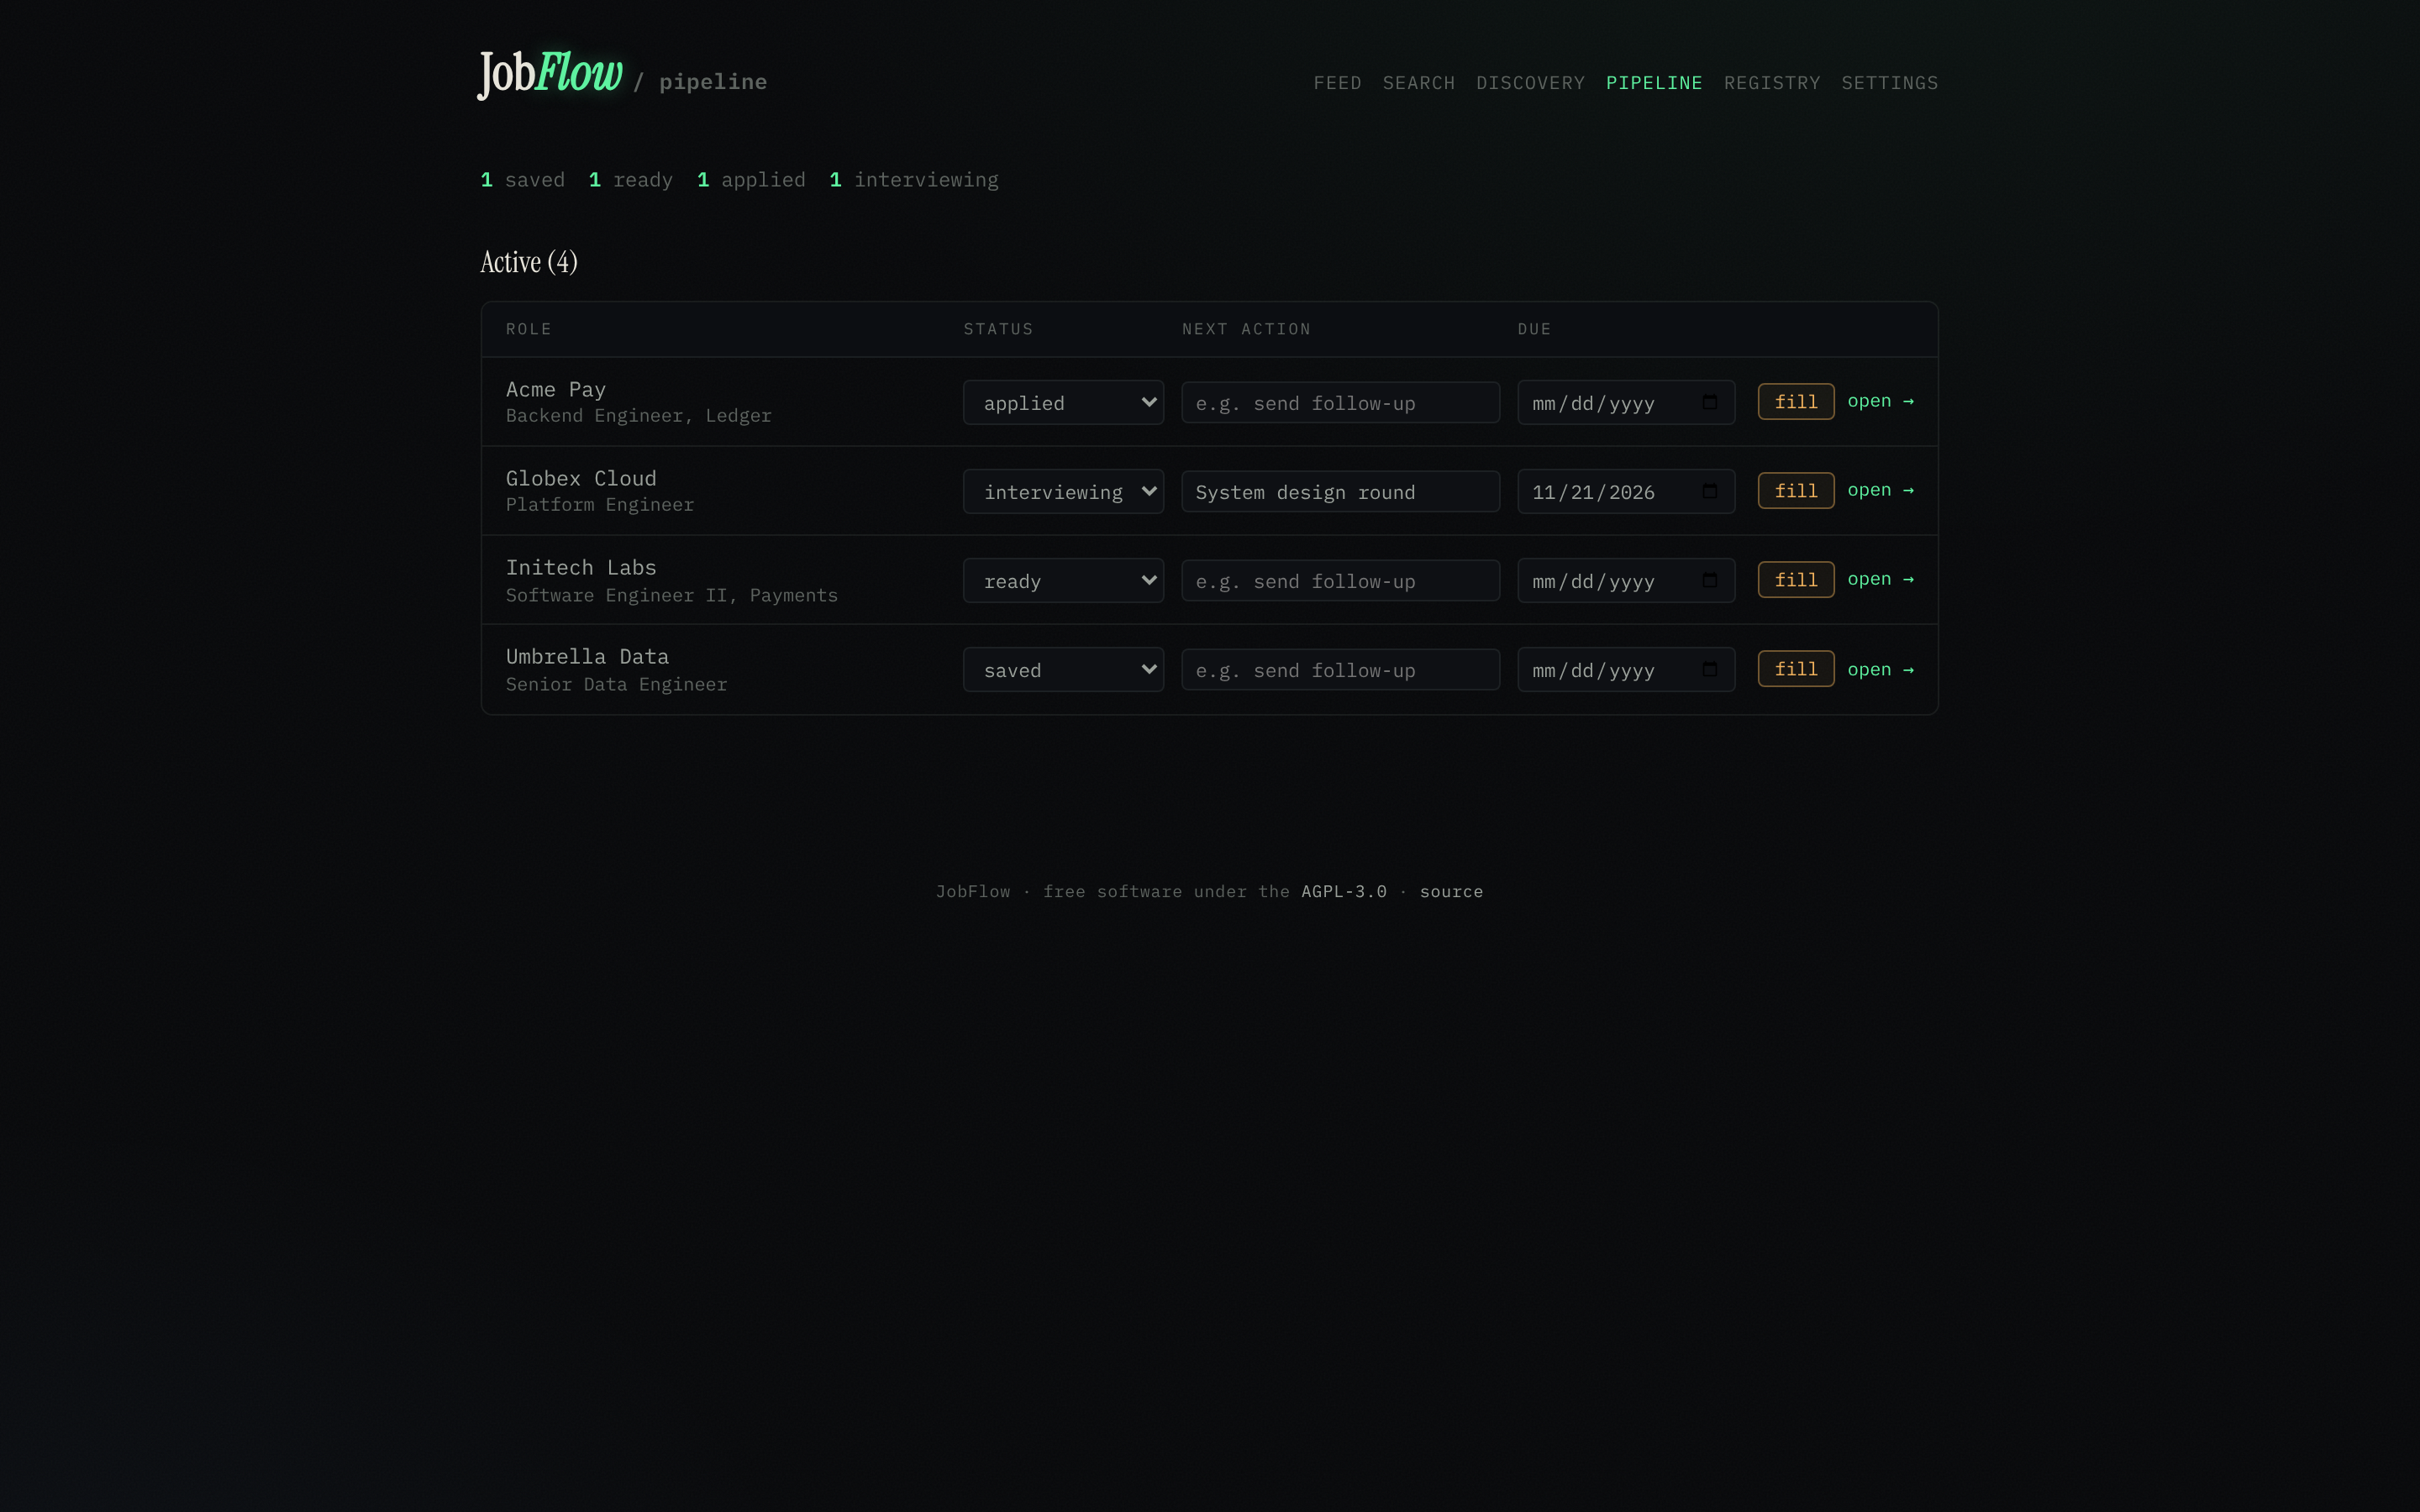 JobFlow / pipeline
FEED SEARCH DISCOVERY PIPELINE REGISTRY SETTINGS
1 saved 1 ready 1 applied 1 interviewing
Active (4)
ROLE STATUS NEXT ACTION DUE
Acme Pay
Backend Engineer, Ledger
applied e.g. send follow-up mm/dd/yyyy fill open →
Globex Cloud
Platform Engineer
interviewing System design round 11/21/2026 fill open →
Initech Labs
Software Engineer II, Payments
ready e.g. send follow-up mm/dd/yyyy fill open →
Umbrella Data
Senior Data Engineer
saved e.g. send follow-up mm/dd/yyyy fill open →
JobFlow · free software under the AGPL-3.0 · source